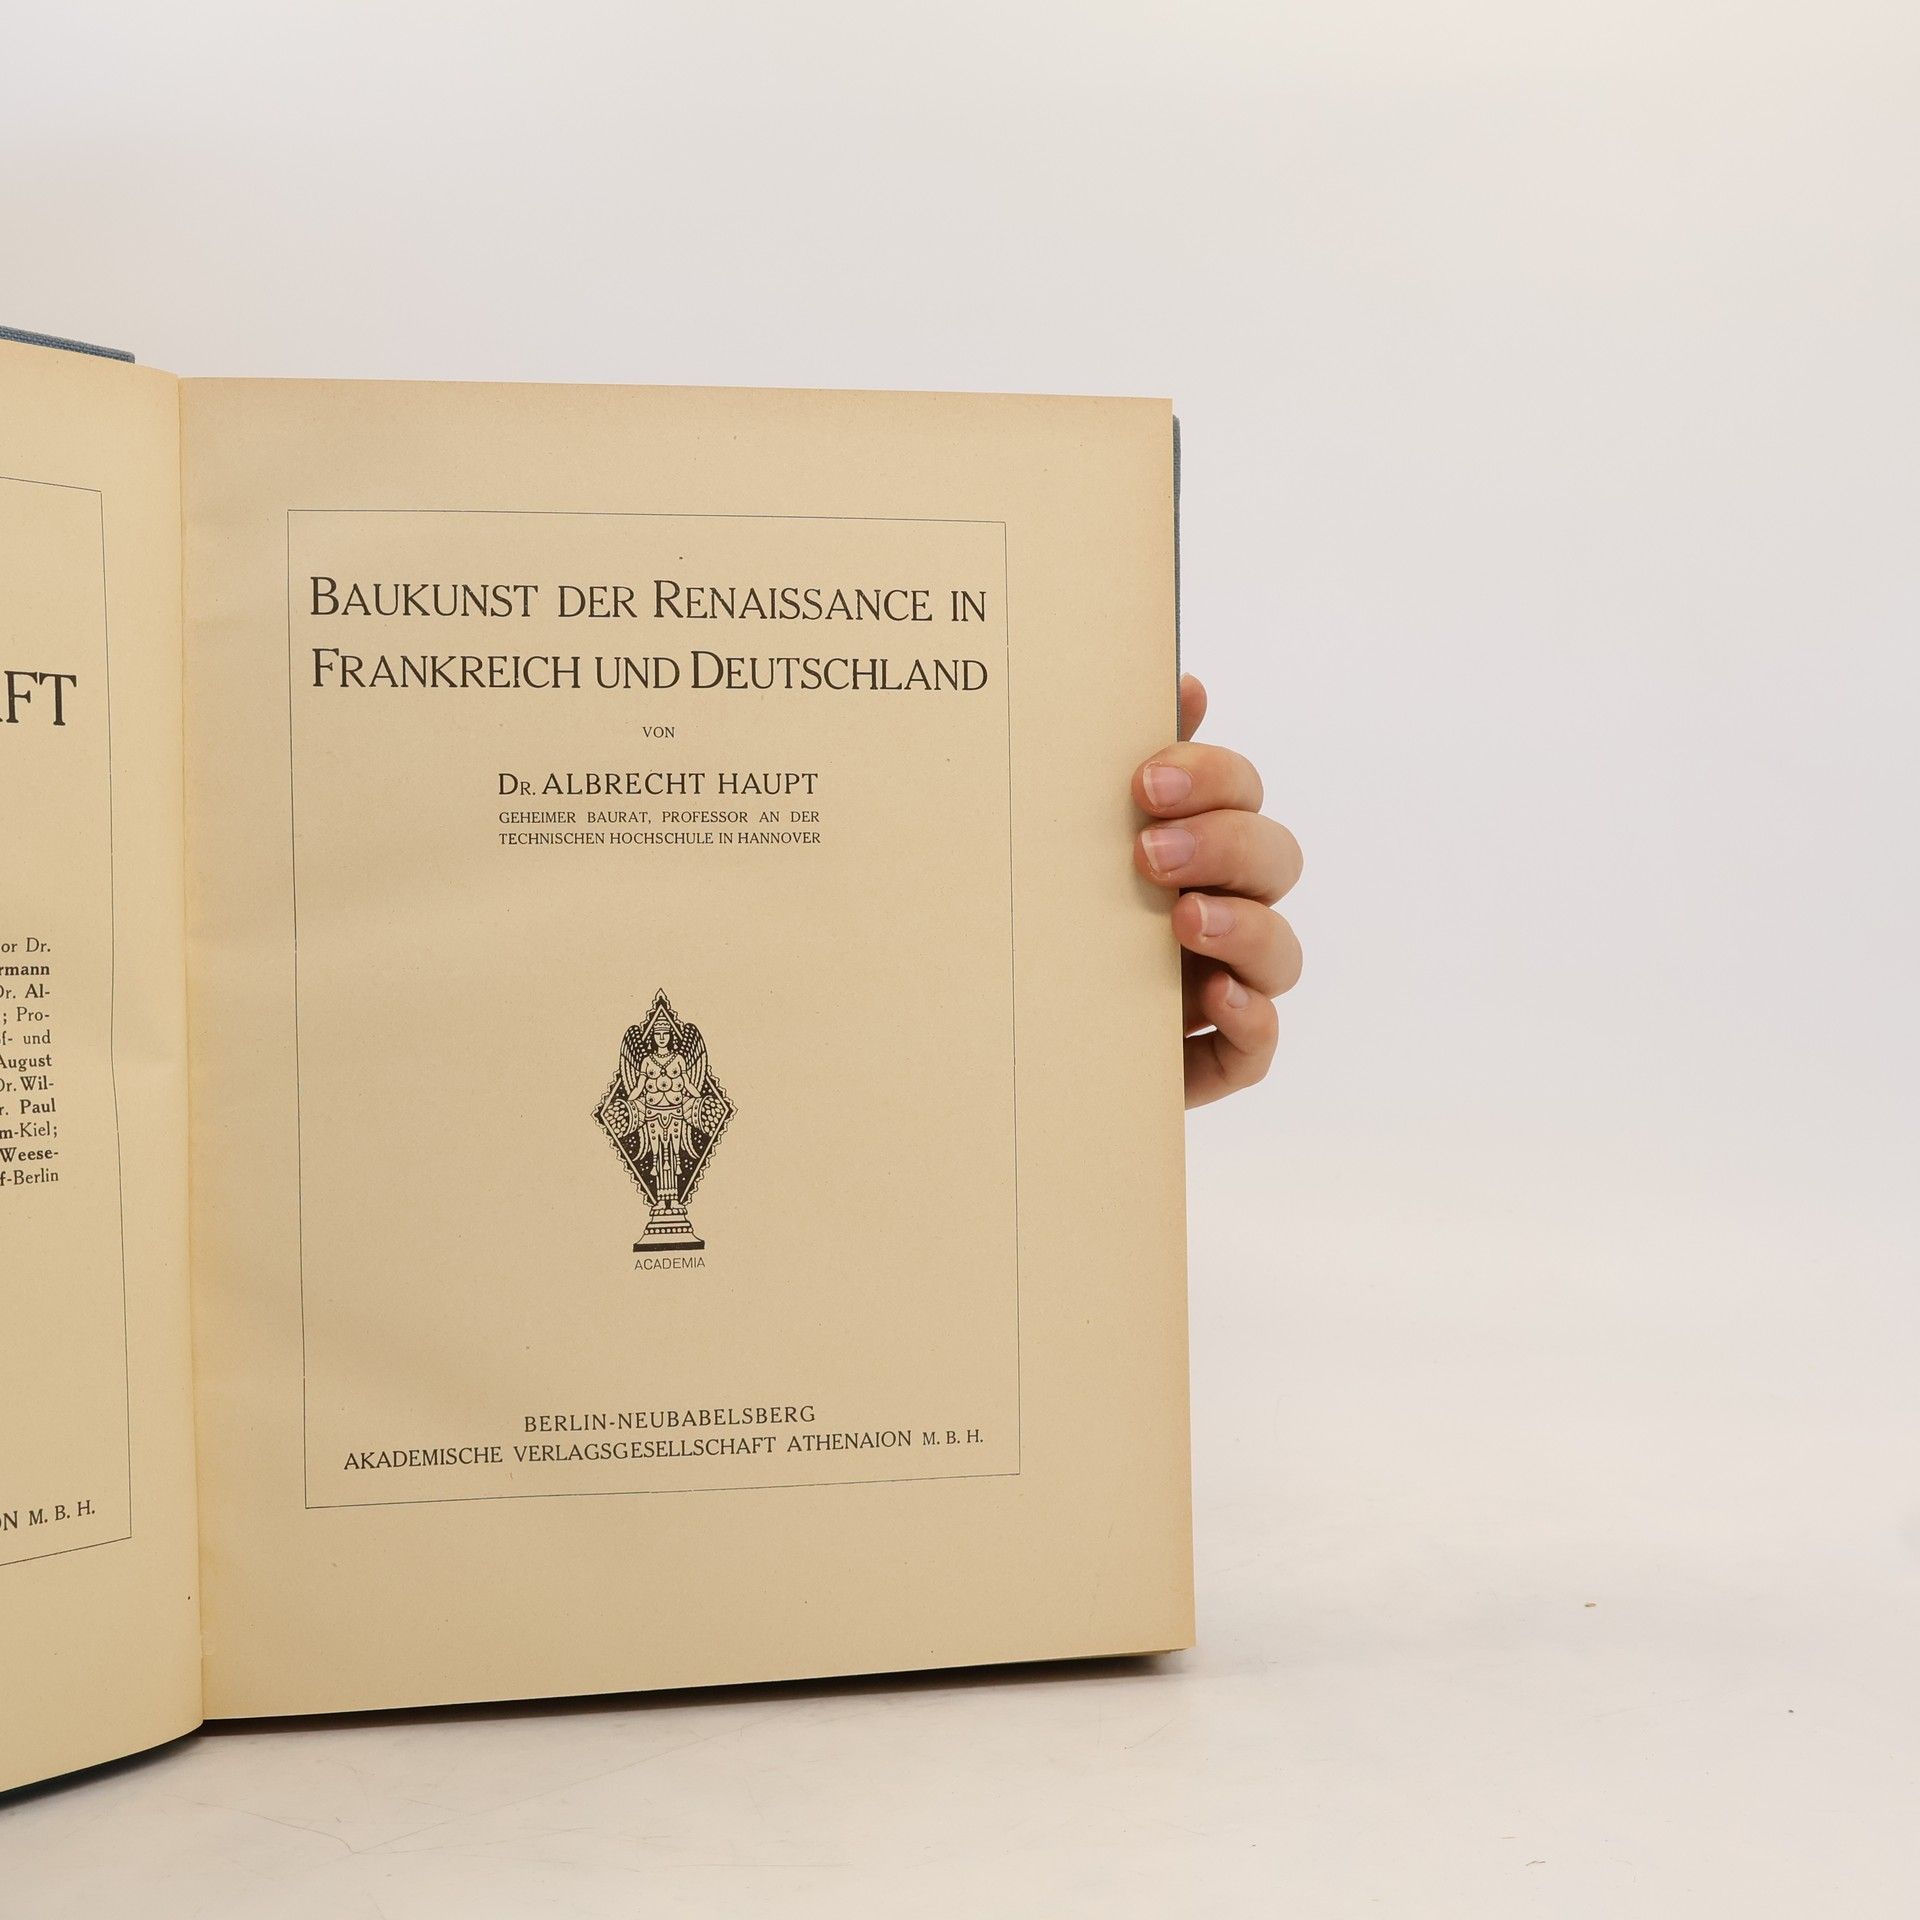 FT
or Dr.
rmann
Dr. Al-
; Pro-
f- und
August
Dr. Wil-
r. Paul
m-Kiel;
Weese-
f-Berlin
ON M. B. H.
BAUKUNST DER RENAISSANCE IN
FRANKREICH UND DEUTSCHLAND
VON
DR. ALBRECHT HAUPT
GEHEIMER BAURAT, PROFESSOR AN DER
TECHNISCHEN HOCHSCHULE IN HANNOVER
ACADEMIA
BERLIN-NEUBABELSBERG
AKADEMISCHE VERLAGSGESELLSCHAFT ATHENAION M. B. H.